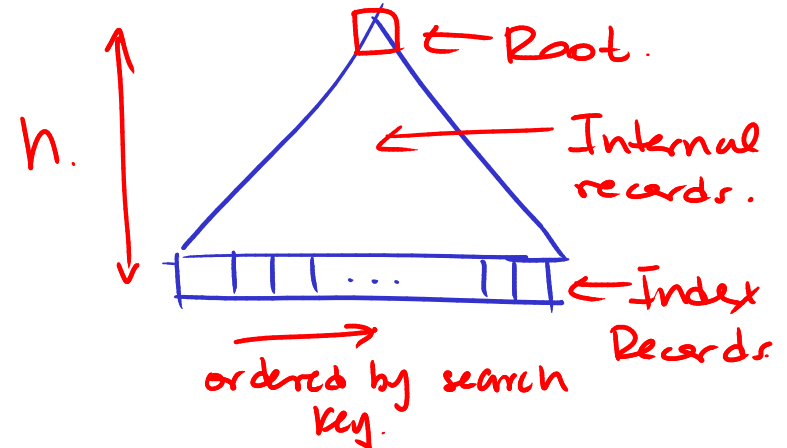 Root.
h.
Internal
records.
...
Index
Records.
ordered by search
key.